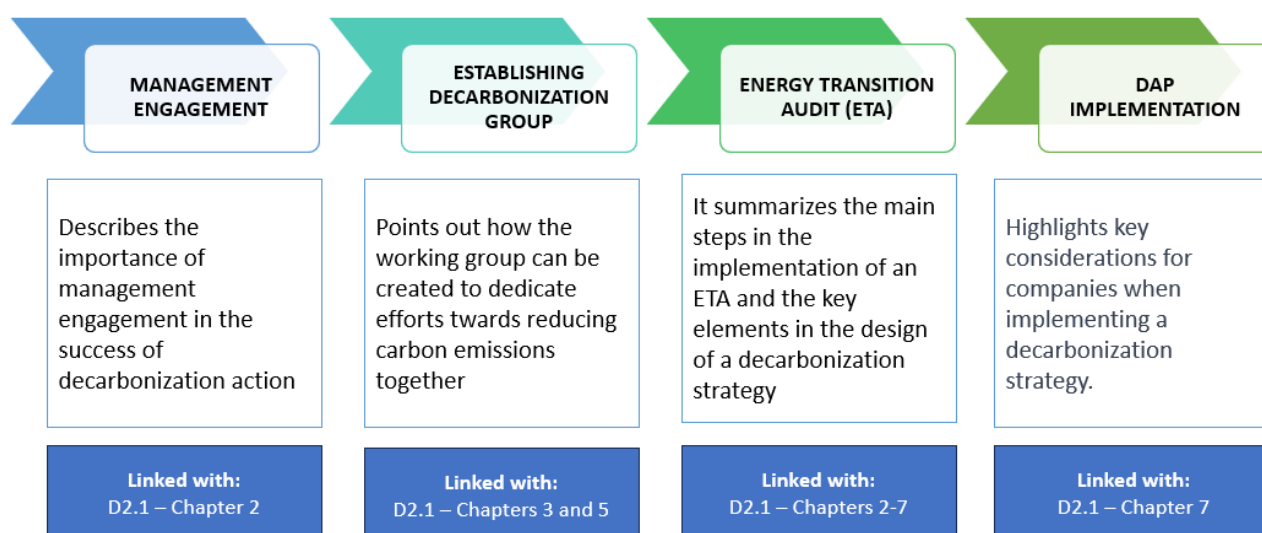 MANAGEMENT
ENGAGEMENT
ESTABLISHING
DECARBONIZATION
GROUP
ENERGY TRANSITION
AUDIT (ETA)
DAP
IMPLEMENTATION
Describes the
importance of
management
engagement in the
success of
decarbonization action
Points out how the
working group can be
created to dedicate
efforts towards reducing
carbon emissions
together
It summarizes the main
steps in the
implementation of an
ETA and the key
elements in the design
of a decarbonization
strategy
Highlights key
considerations for
companies when
implementing a
decarbonization
strategy.
Linked with:
D2.1 – Chapter 2
Linked with:
D2.1 – Chapters 3 and 5
Linked with:
D2.1 – Chapters 2-7
Linked with:
D2.1 – Chapter 7